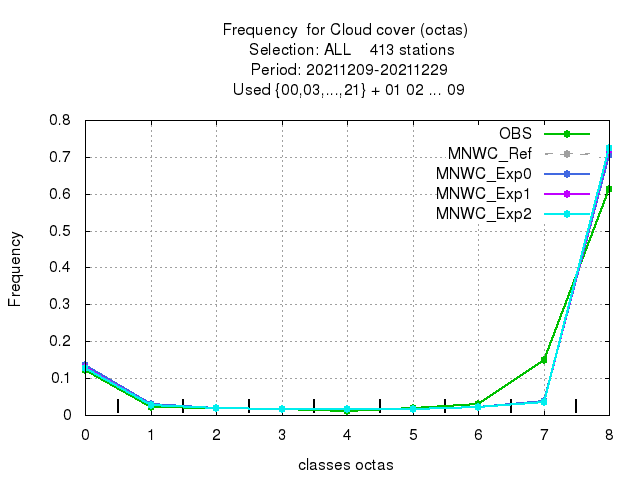 Frequency  for Cloud cover (octas)
Selection: ALL    413 stations
Period: 20211209-20211229
Used {00,03,...,21} + 01 02 ... 09
0.8
0.7
0.6
0.5
0.4
0.3
0.2
0.1
0
Frequency
OBS
MNWC_Ref
MNWC_Exp0
MNWC_Exp1
MNWC_Exp2
0 1 2 3 4 5 6 7 8
classes octas